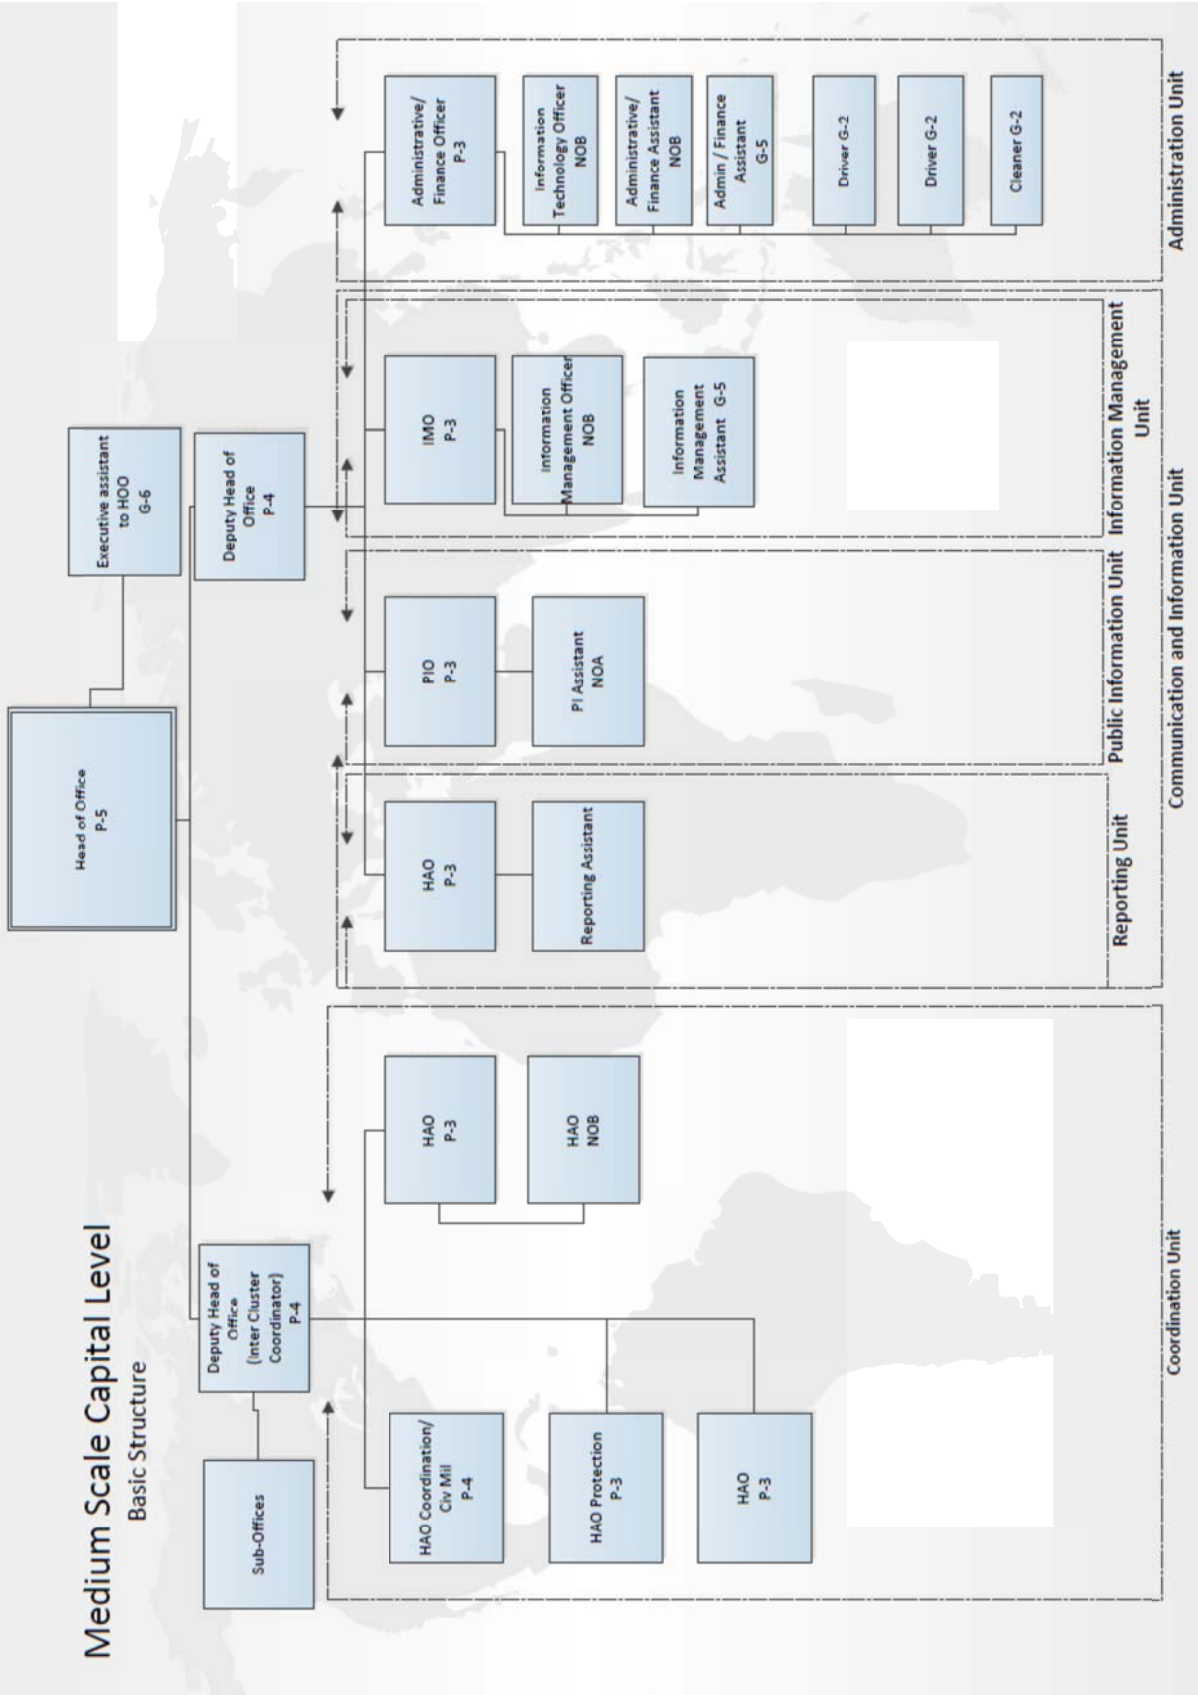 Medium Scale Capital Level
Basic Structure
Head of Office
P-5
Executive assistant
to HOO
G-6
Sub-Offices
Deputy Head of
Office
(Inter Cluster
Coordinator)
P-4
Deputy Head of
Office
P-4
HAO Coordination/
Civ Mil
P-4
HAO Protection
P-3
HAO
P-3
HAO
P-3
HAO
NOB
Coordination Unit
HAO
P-3
Reporting Assistant
Reporting Unit
PIO
P-3
PI Assistant
NOA
Public Information Unit
IMO
P-3
Information
Management Officer
NOB
Information
Management
Assistant G-5
Information Management
Unit
Communication and Information Unit
Administrative/
Finance Officer
P-3
Information
Technology Officer
NOB
Administrative/
Finance Assistant
NOB
Admin / Finance
Assistant
G-5
Driver G-2
Driver G-2
Cleaner G-2
Administration Unit